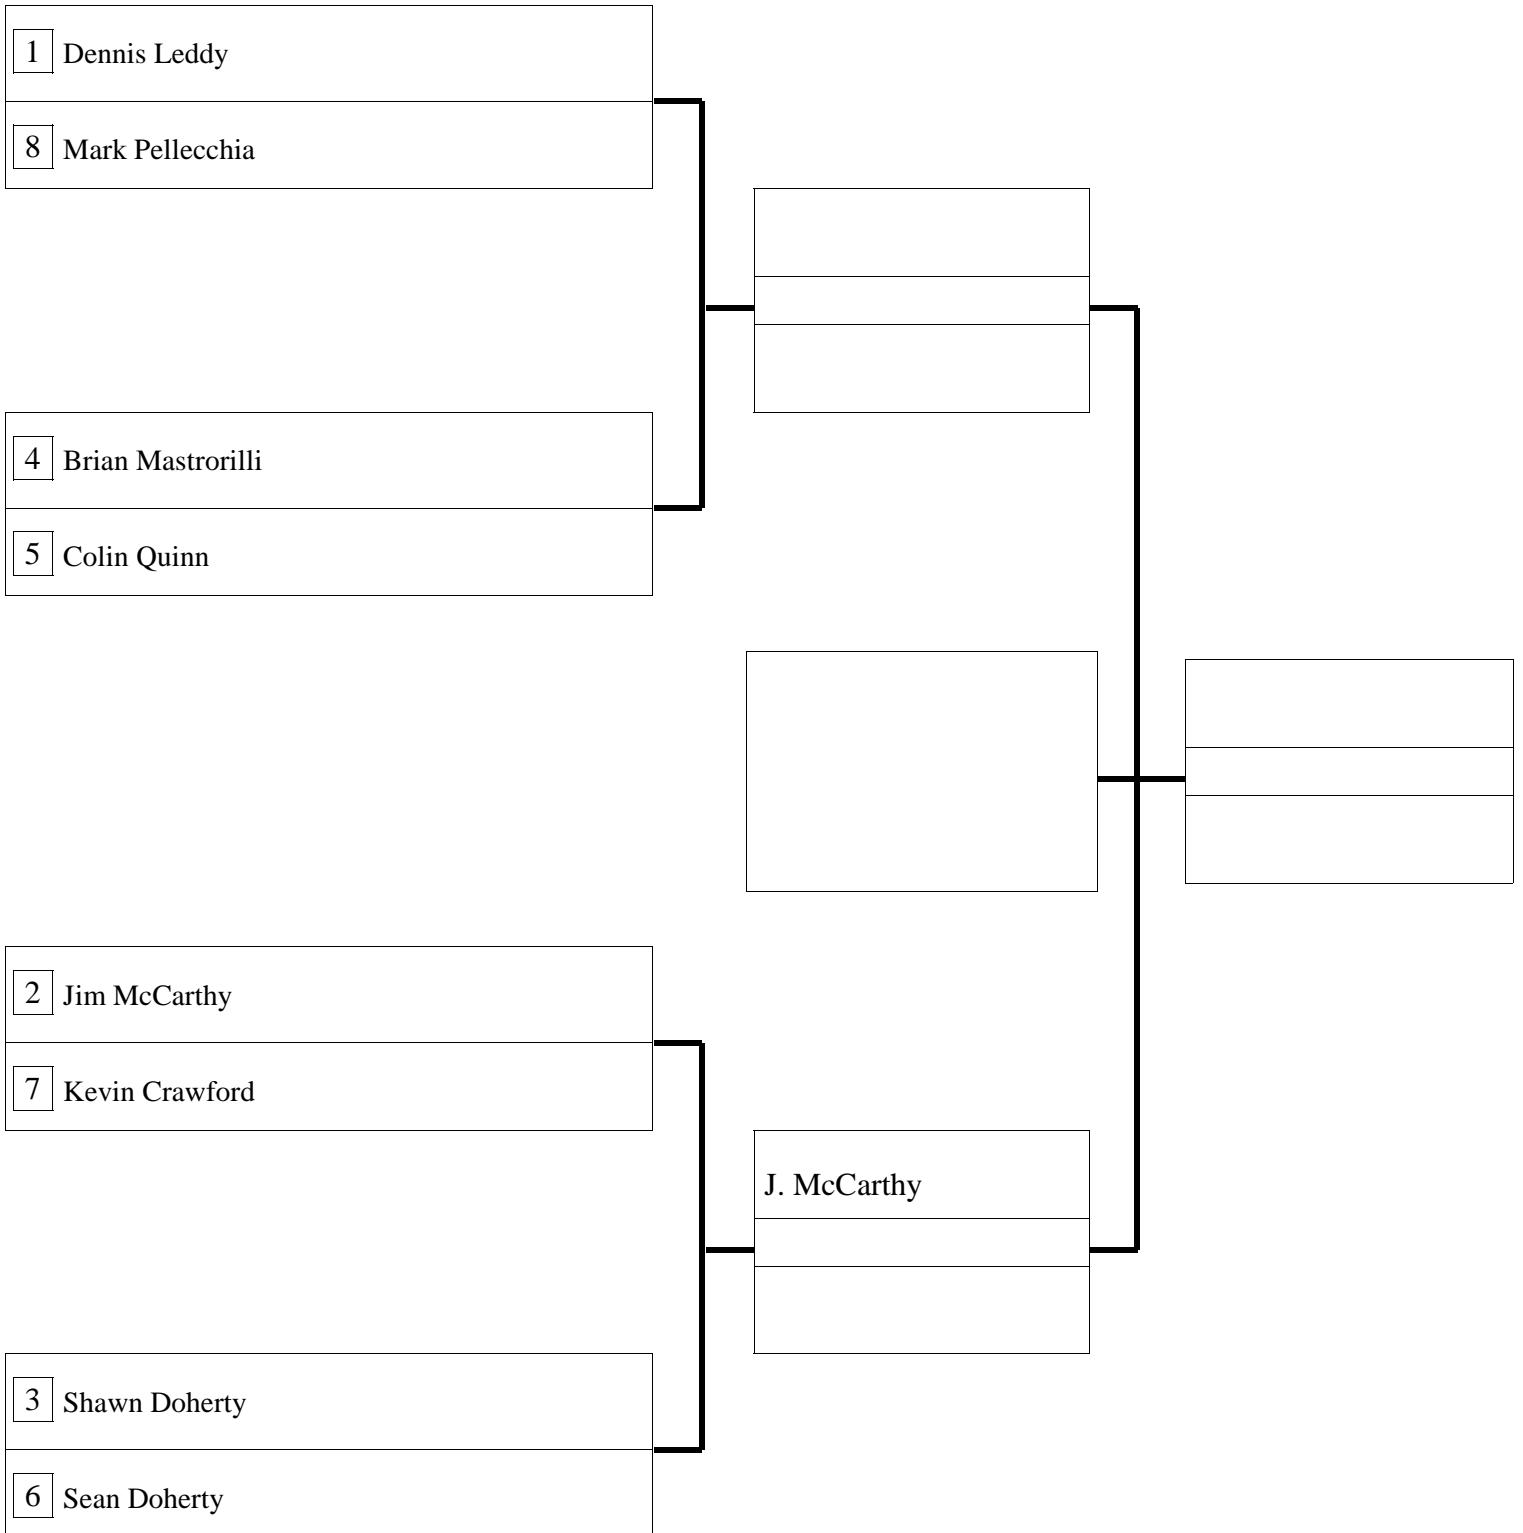 1 Dennis Leddy
8 Mark Pellecchia
4 Brian Mastrorilli
5 Colin Quinn
2 Jim McCarthy
7 Kevin Crawford
J. McCarthy
3 Shawn Doherty
6 Sean Doherty